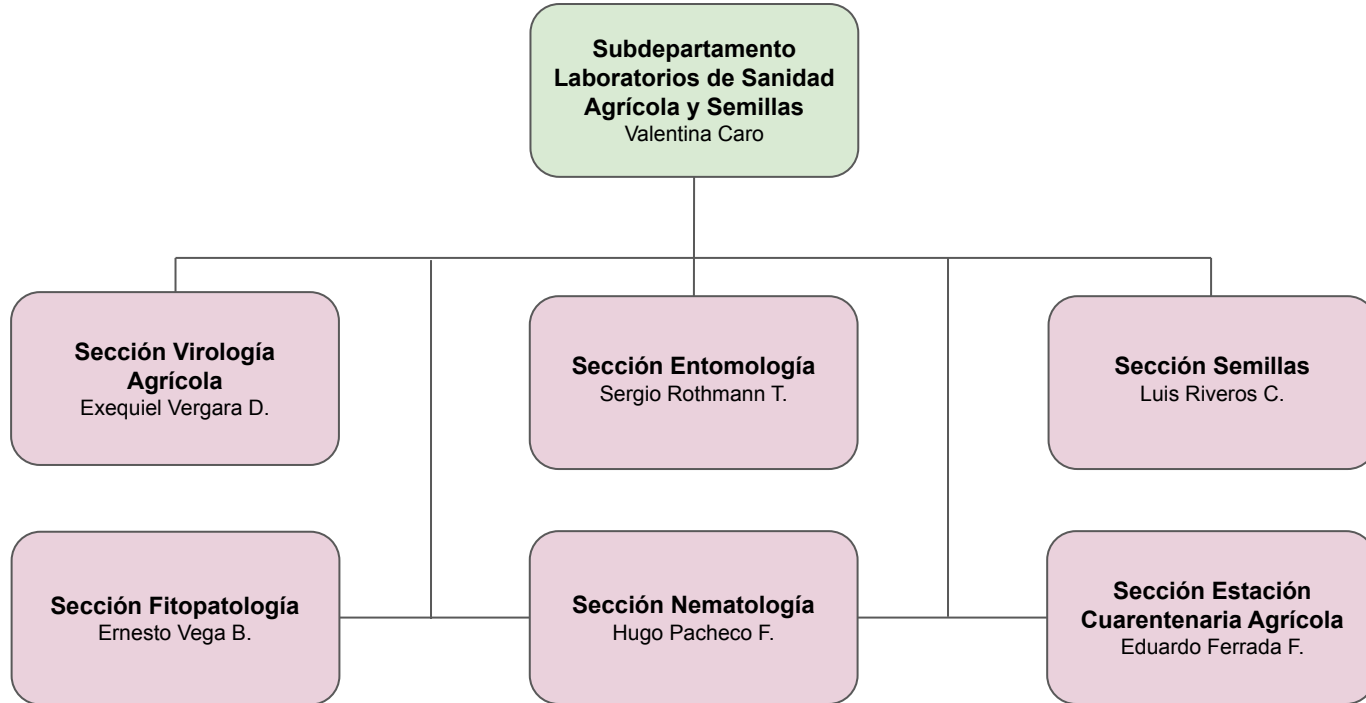 Subdepartamento
Laboratorios de Sanidad
Agrícola y Semillas
Valentina Caro
Sección Virología
Agrícola
Exequiel Vergara D.
Sección Entomología
Sergio Rothmann T.
Sección Semillas
Luis Riveros C.
Sección Fitopatología
Ernesto Vega B.
Sección Nematología
Hugo Pacheco F.
Sección Estación
Cuarentenaria Agrícola
Eduardo Ferrada F.